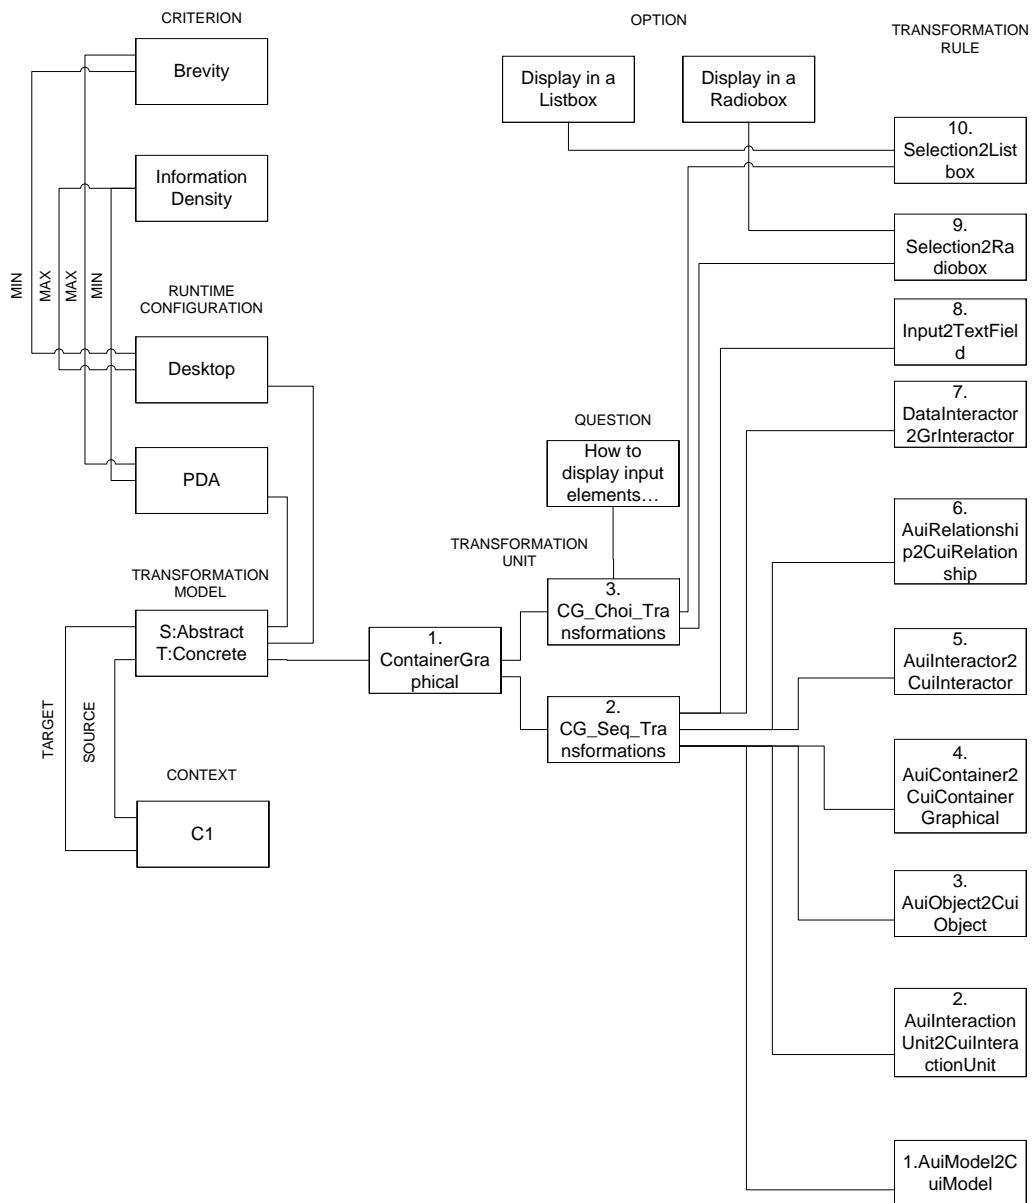 CRITERION
OPTION
TRANSFORMATION
RULE
Brevity
Display in a
Listbox
Display in a
Radiobox
10.
Selection2List
box
Information
Density
9.
Selection2Ra
diobox
MIN
MAX
MAX
MIN
RUNTIME
CONFIGURATION
8.
Input2TextFiel
d
Desktop
7.
DataInteractor
2GrInteractor
QUESTION
How to
display input
elements…
PDA
6.
AuiRelationshi
p2CuiRelation
ship
TRANSFORMATION
UNIT
TRANSFORMATION
MODEL
3.
CG_Choi_Tra
nsformations
S:Abstract
T:Concrete
1.
ContainerGra
phical
5.
AuiInteractor2
CuiInteractor
2.
CG_Seq_Tra
nsformations
TARGET
SOURCE
4.
AuiContainer2
CuiContainer
Graphical
CONTEXT
C1
3.
AuiObject2Cui
Object
2.
AuiInteraction
Unit2CuiIntera
ctionUnit
1.AuiModel2C
uiModel